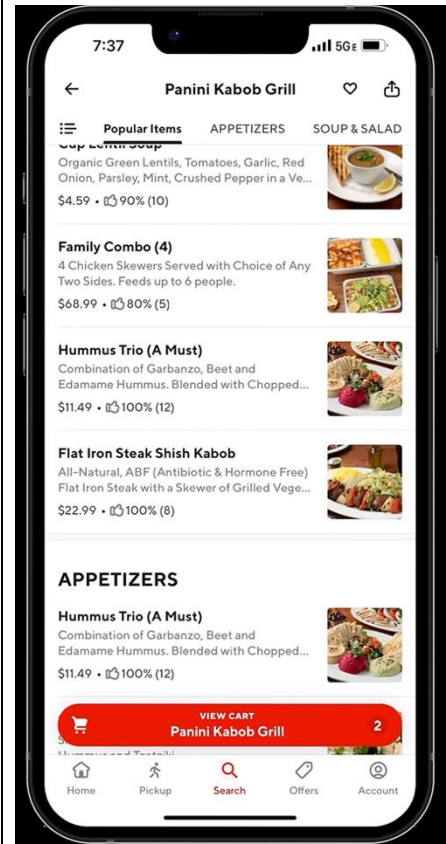 7:37
5GE
Panini Kabob Grill
Popular Items APPETIZERS SOUP & SALAD
Cup Lentil Soup
Organic Green Lentils, Tomatoes, Garlic, Red
Onion, Parsley, Mint, Crushed Pepper in a Ve...
$4.59 • 90% (10)
Family Combo (4)
4 Chicken Skewers Served with Choice of Any
Two Sides. Feeds up to 6 people.
$68.99 • 80% (5)
Hummus Trio (A Must)
Combination of Garbanzo, Beet and
Edamame Hummus. Blended with Chopped...
$11.49 • 100% (12)
Flat Iron Steak Shish Kabob
All-Natural, ABF (Antibiotic & Hormone Free)
Flat Iron Steak with a Skewer of Grilled Vege...
$22.99 • 100% (8)
APPETIZERS
Hummus Trio (A Must)
Combination of Garbanzo, Beet and
Edamame Hummus. Blended with Chopped...
$11.49 • 100% (12)
VIEW CART
Panini Kabob Grill
2
Hummus and Tzatziki
Home Pickup Search Offers Account